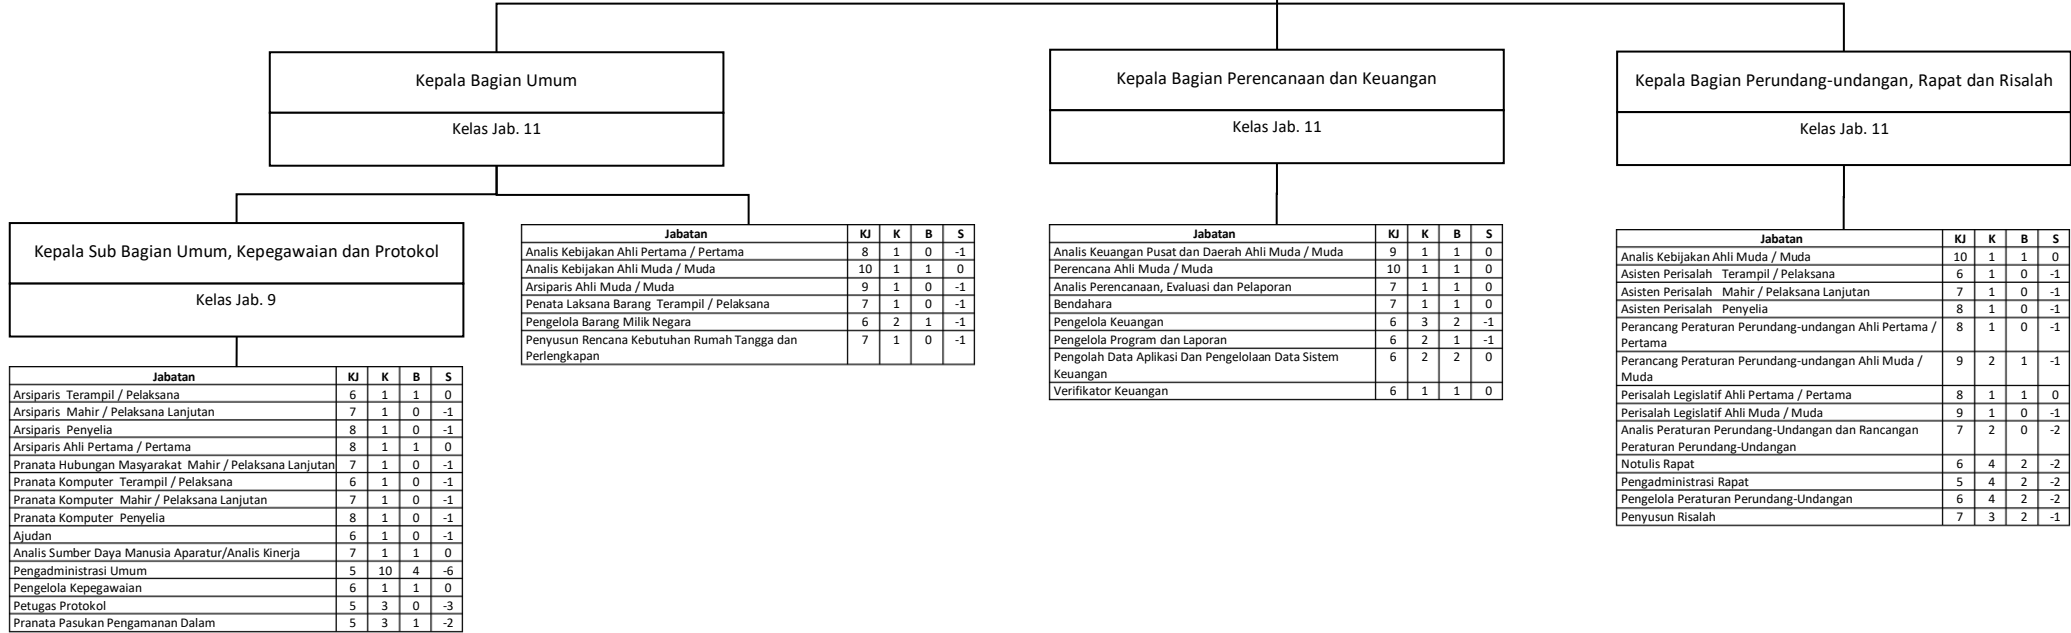 Kepala Bagian Umum
Kelas Jab. 11
Kepala Bagian Perencanaan dan Keuangan
Kelas Jab. 11
Kepala Bagian Perundang-undangan, Rapat dan Risalah
Kelas Jab. 11
Kepala Sub Bagian Umum, Kepegawaian dan Protokol
Kelas Jab. 9
Jabatan KJ K B S
Arsiparis Terampil / Pelaksana 6 1 1 0
Arsiparis Mahir / Pelaksana Lanjutan 7 1 0 -1
Arsiparis Penyelia 8 1 0 -1
Arsiparis Ahli Pertama / Pertama 8 1 1 0
Pranata Hubungan Masyarakat Mahir / Pelaksana Lanjutan 7 1 0 -1
Pranata Komputer Terampil / Pelaksana 6 1 0 -1
Pranata Komputer Mahir / Pelaksana Lanjutan 7 1 0 -1
Pranata Komputer Penyelia 8 1 0 -1
Ajudan 6 1 0 -1
Analis Sumber Daya Manusia Aparatur/Analis Kinerja 7 1 1 0
Pengadministrasi Umum 5 10 4 -6
Pengelola Kepegawaian 6 1 1 0
Petugas Protokol 5 3 0 -3
Pranata Pasukan Pengamanan Dalam 5 3 1 -2
Jabatan KJ K B S
Analis Kebijakan Ahli Pertama / Pertama 8 1 0 -1
Analis Kebijakan Ahli Muda / Muda 10 1 1 0
Arsiparis Ahli Muda / Muda 9 1 0 -1
Penata Laksana Barang Terampil / Pelaksana 7 1 0 -1
Pengelola Barang Milik Negara 6 2 1 -1
Penyusun Rencana Kebutuhan Rumah Tangga dan 7 1 0 -1
Perlengkapan
Jabatan KJ K B S
Analis Keuangan Pusat dan Daerah Ahli Muda / Muda 9 1 1 0
Perencana Ahli Muda / Muda 10 1 1 0
Analis Perencanaan, Evaluasi dan Pelaporan 7 1 1 0
Bendahara 7 1 1 0
Pengelola Keuangan 6 3 2 -1
Pengelola Program dan Laporan 6 2 1 -1
Pengolah Data Aplikasi Dan Pengelolaan Data Sistem 6 2 2 0
Keuangan
Verifikator Keuangan 6 1 1 0
Jabatan KJ K B S
Analis Kebijakan Ahli Muda / Muda 10 1 1 0
Asisten Perisalah Terampil / Pelaksana 6 1 0 -1
Asisten Perisalah Mahir / Pelaksana Lanjutan 7 1 0 -1
Asisten Perisalah Penyelia 8 1 0 -1
Perancang Peraturan Perundang-undangan Ahli Pertama / 8 1 0 -1
Pertama
Perancang Peraturan Perundang-undangan Ahli Muda / 9 2 1 -1
Muda
Perisalah Legislatif Ahli Pertama / Pertama 8 1 1 0
Perisalah Legislatif Ahli Muda / Muda 9 1 0 -1
Analis Peraturan Perundang-Undangan dan Rancangan 7 2 0 -2
Peraturan Perundang-Undangan
Notulis Rapat 6 4 2 -2
Pengadministrasi Rapat 5 4 2 -2
Pengelola Peraturan Perundang-Undangan 6 4 2 -2
Penyusun Risalah 7 3 2 -1